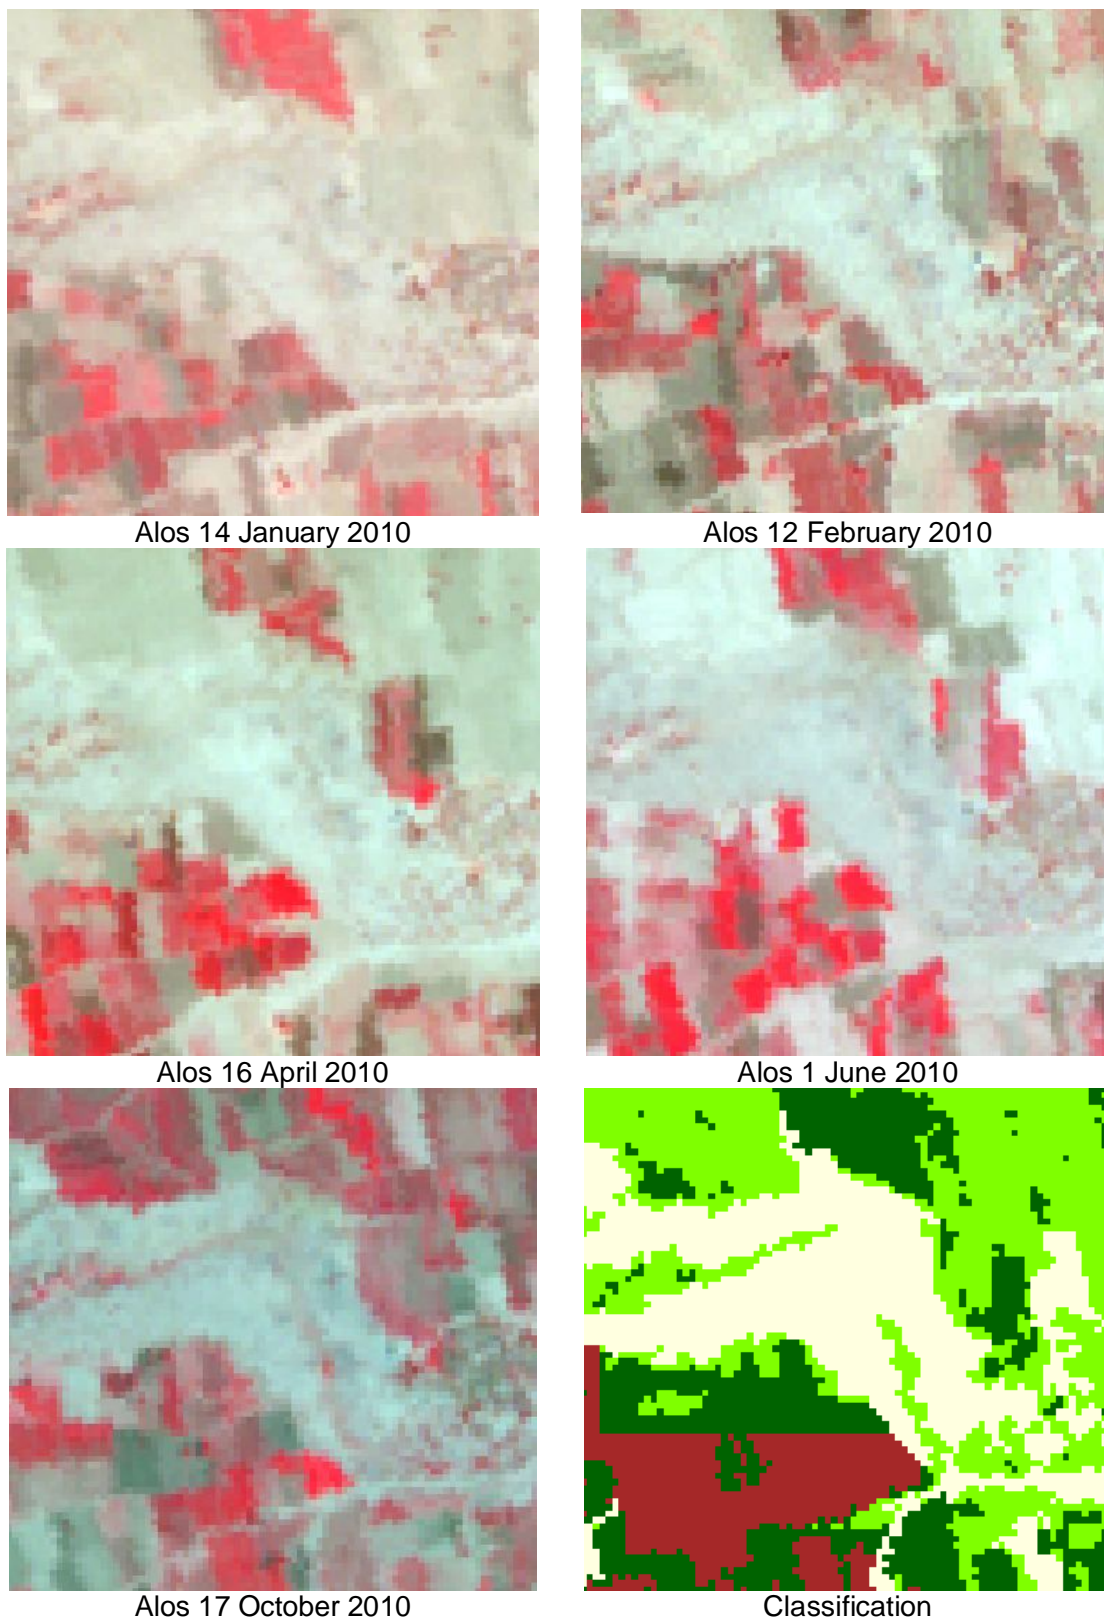 Alos 14 January 2010
Alos 12 February 2010
Alos 16 April 2010
Alos 1 June 2010
Alos 17 October 2010
Classification